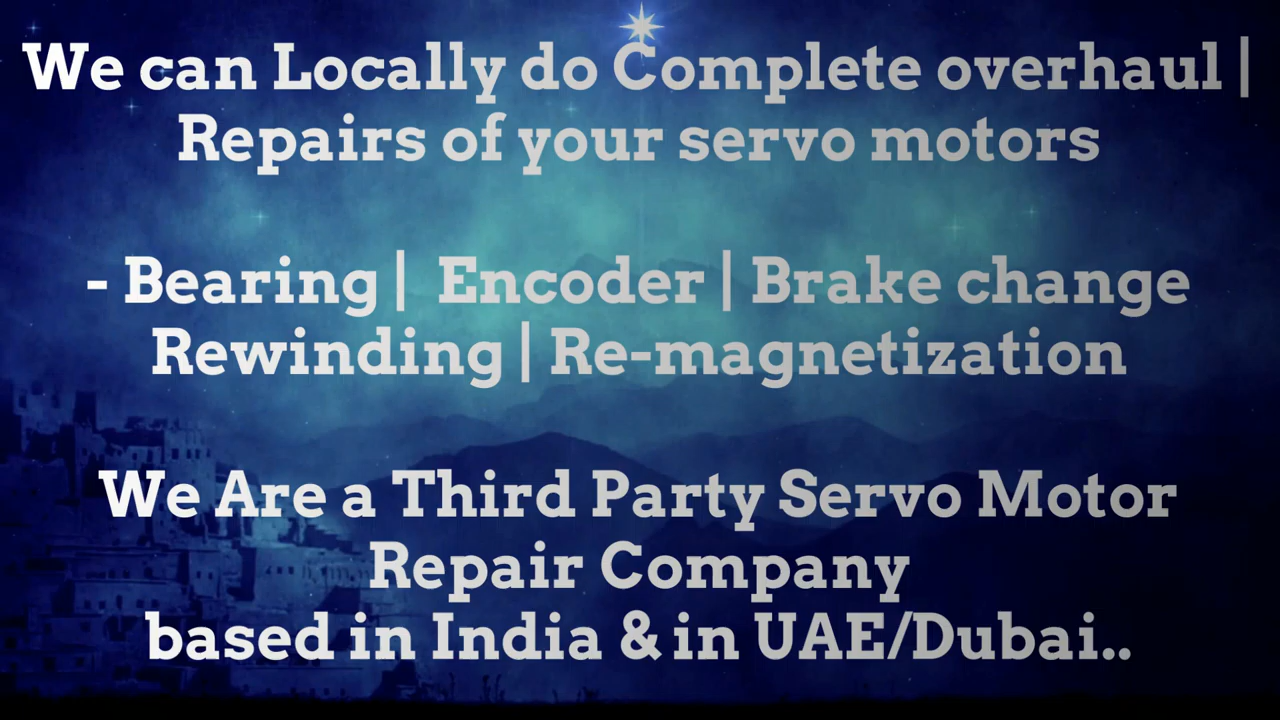 We can Locally do Complete overhaul |
Repairs of your servo motors
- Bearing | Encoder | Brake change
Rewinding | Re-magnetization
We Are a Third Party Servo Motor
Repair Company
based in India & in UAE/Dubai..